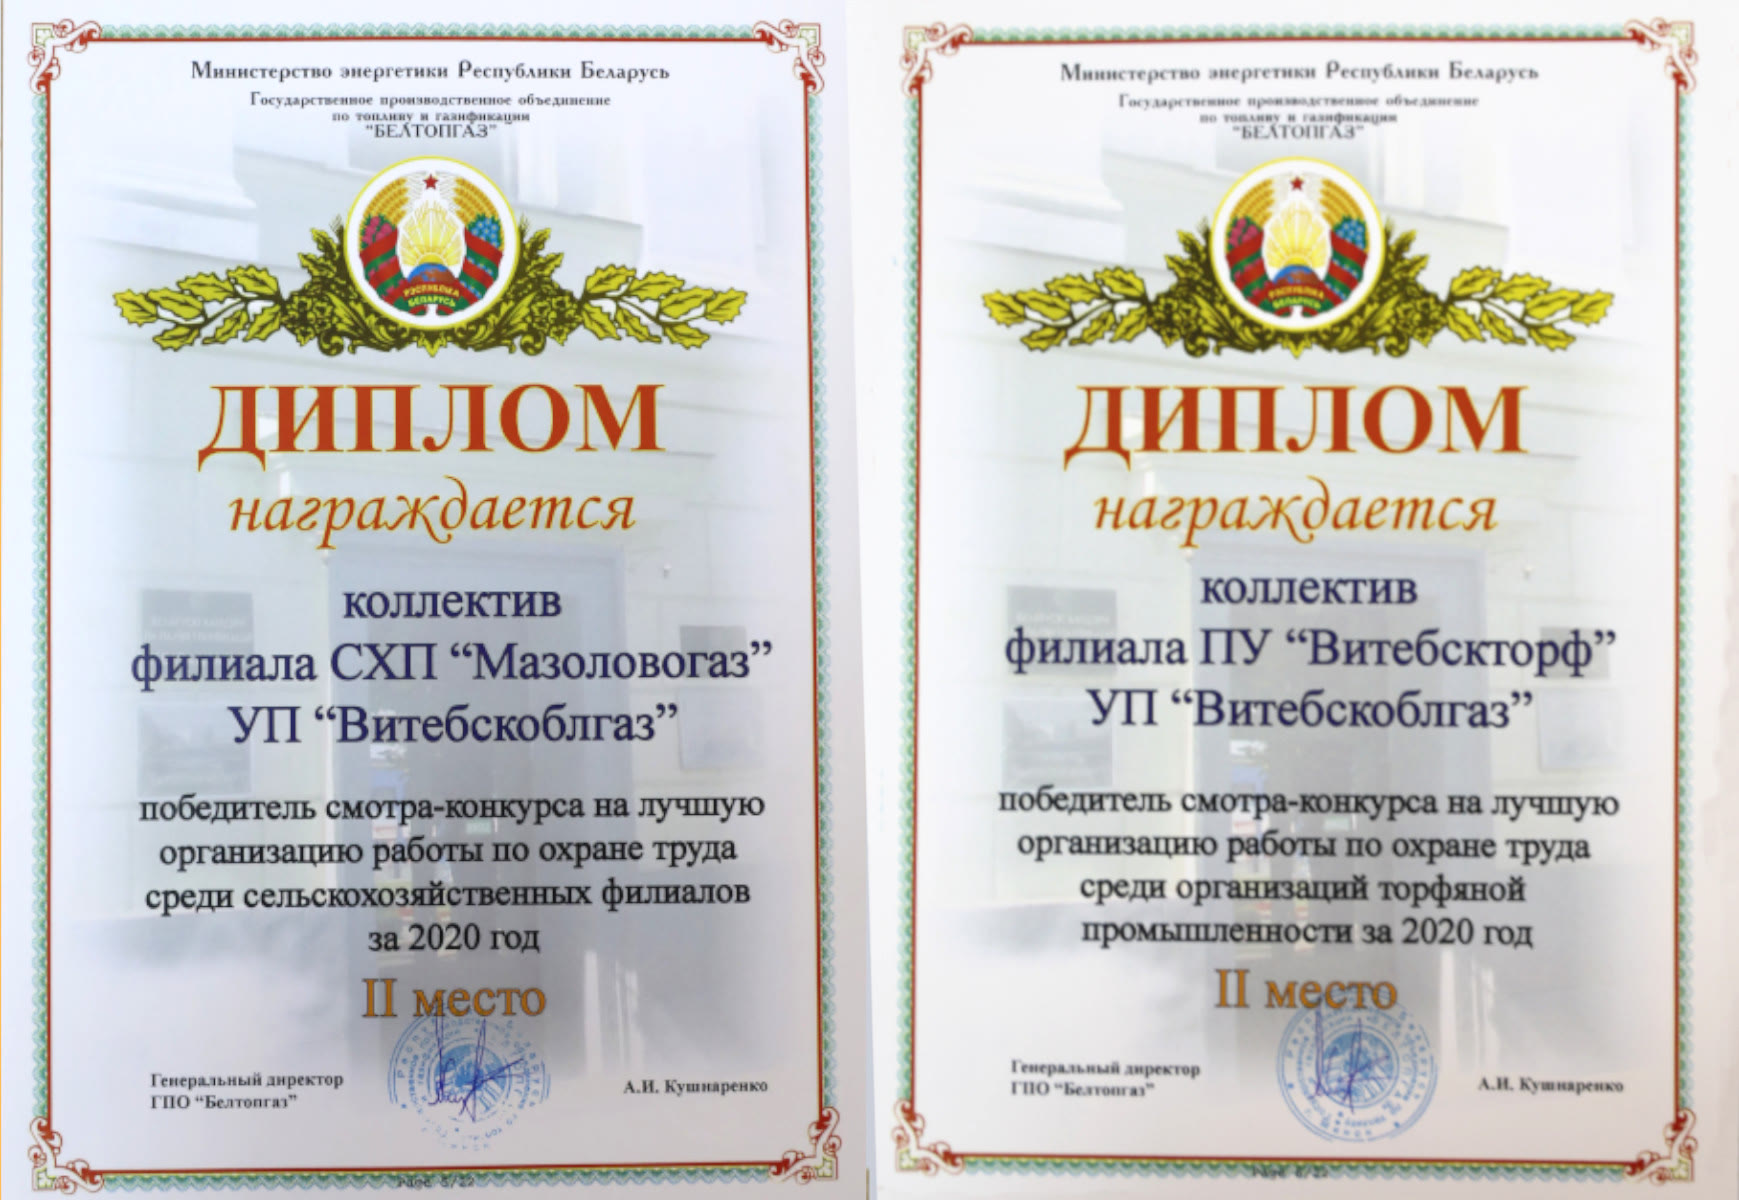 Министерство энергетики Республики Беларусь
Государственное производственное объединение
по топливу и газификации
"БЕЛТОПГАЗ"
РЕСПУБЛИКА
БЕЛАРУСЬ
ДИПЛОМ
награждается
коллектив
филиала СХП “Мазоловогаз”
УП “Витебскоблгаз”
победитель смотра-конкурса на лучшую
организацию работы по охране труда
среди сельскохозяйственных филиалов
за 2020 год
II место
Генеральный директор
ГПО “Белтопгаз”
А.И. Кушнаренко
Министерство энергетики Республики Беларусь
Государственное производственное объединение
по топливу и газификации
"БЕЛТОПГАЗ"
РЕСПУБЛИКА
БЕЛАРУСЬ
ДИПЛОМ
награждается
коллектив
филиала ПУ “Витебскторф”
УП “Витебскоблгаз”
победитель смотра-конкурса на лучшую
организацию работы по охране труда
среди организаций торфяной
промышленности за 2020 год
II место
Генеральный директор
ГПО “Белтопгаз”
А.И. Кушнаренко